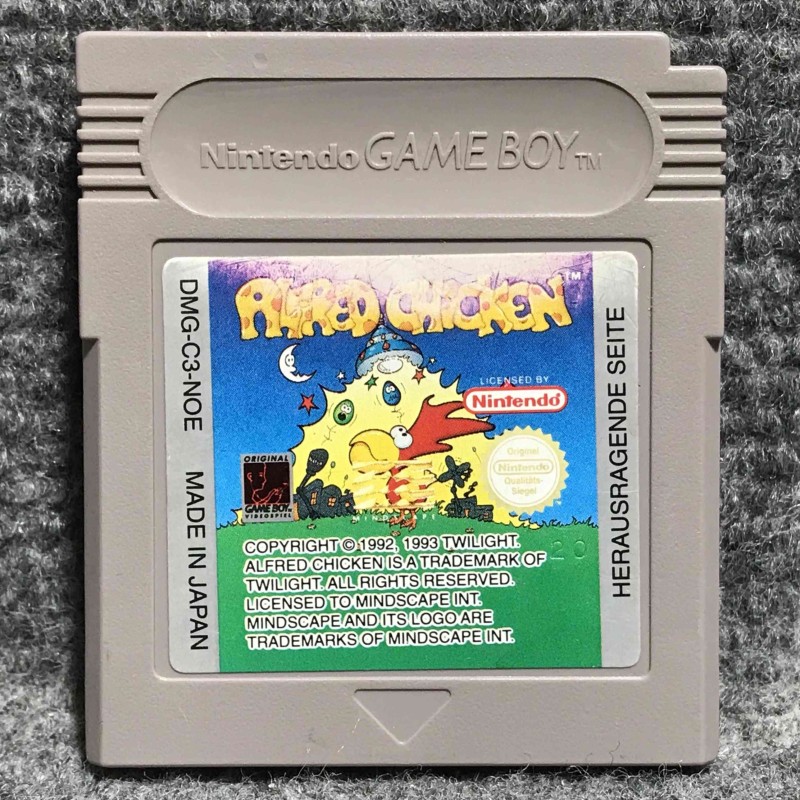 Nintendo GAME BOY TM
ALFRED CHICKEN TM
DMG-C3-NOE MADE IN JAPAN
LICENSED BY
Nintendo
Original
Nintendo
Qualitäts-
Siegel
ORIGINAL
GAME BOY
VIDEOSPIEL
MINDSCAPE
20
COPYRIGHT © 1992, 1993 TWILIGHT.
ALFRED CHICKEN IS A TRADEMARK OF
TWILIGHT. ALL RIGHTS RESERVED.
LICENSED TO MINDSCAPE INT.
MINDSCAPE AND ITS LOGO ARE
TRADEMARKS OF MINDSCAPE INT.
HERAUSRAGENDE SEITE